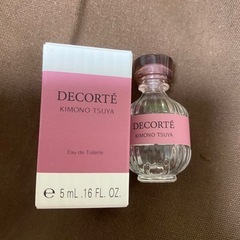 DECORTÉ
KIMONO TSUYA
Eau de Toilette
e 5 mL .16 FL. OZ.
DECORTÉ
KIMONO TSUYA